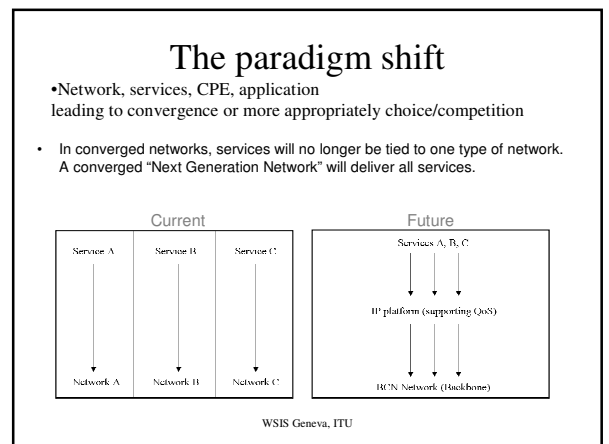 The paradigm shift
•Network, services, CPE, application
leading to convergence or more appropriately choice/competition
• In converged networks, services will no longer be tied to one type of network.
A converged “Next Generation Network” will deliver all services.
Current
Future
Service A
Service B
Service C
Network A
Network B
Network C
Services A, B, C
IP platform (supporting QoS)
BCN Network (Backbone)
WSIS Geneva, ITU